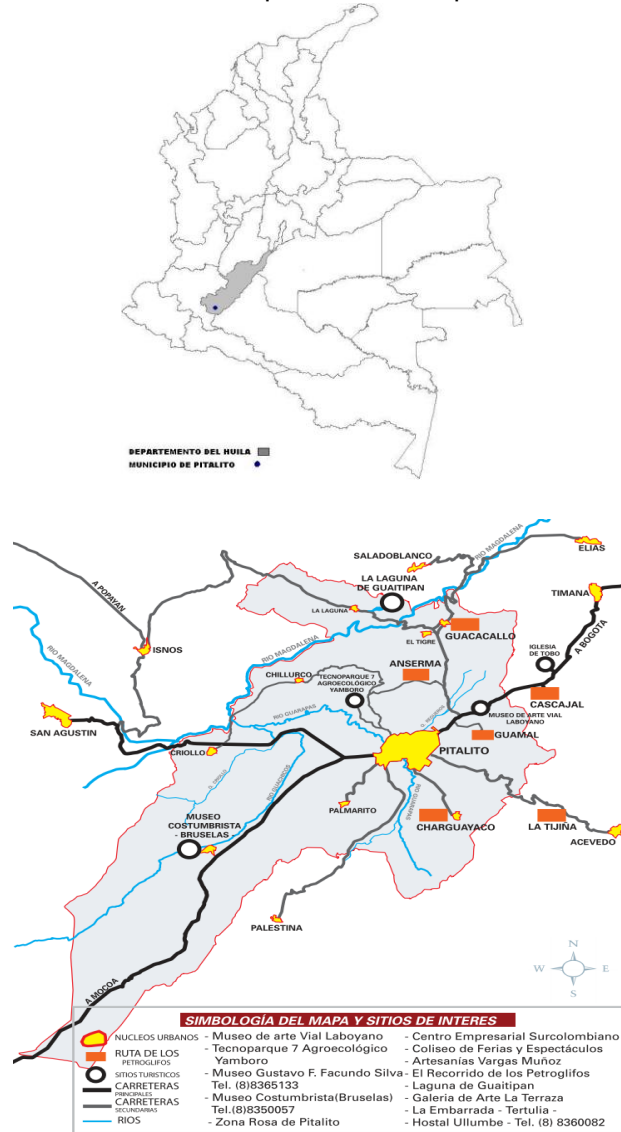 DEPARTEMENTO DEL HUILA
MUNICIPIO DE PITALITO
ELIAS
SALADOBLANCO
RIO MAGDALENA
LA LAGUNA
DE GUAITIPAN
TIMANA
A POPAYAN
LA LAGUNA
GUACACALLO
EL TIGRE
IGLESIA
DE TOBO
A BOGOTA
ISNOS
RIO MAGDALENA
RIO MAGDALENA
ANSERMA
CHILLURCO
TECNOPARQUE 7
AGROECOLÓGICO
YAMBORO
CASCAJAL
MUSEO DE ARTE VIAL
LABOYANO
RIO GUARAPAS
GUAMAL
SAN AGUSTIN
CRIOLLO
PITALITO
RIO GUARAPAS
MUSEO
COSTUMBRISTA
- BRUSELAS -
PALMARITO
CHARGUAYACO
LA TIJIÑA
ACEVEDO
PALESTINA
A MOCOA
N
W E
S
SIMBOLOGÍA DEL MAPA Y SITIOS DE INTERES
NUCLEOS URBANOS
RUTA DE LOS
PETROGLIFOS
SITIOS TURISTICOS
CARRETERAS
PRINCIPALES
CARRETERAS
SECUNDARIAS
RIOS
- Museo de arte Vial Laboyano
- Tecnoparque 7 Agroecológico
Yamboro
- Museo Gustavo F. Facundo Silva
Tel. (8)8365133
- Museo Costumbrista(Bruselas)
Tel.(8)8350057
- Zona Rosa de Pitalito
- Centro Empresarial Surcolombiano
- Coliseo de Ferias y Espectáculos
- Artesanías Vargas Muñoz
- El Recorrido de los Petroglifos
- Laguna de Guaitipan
- Galeria de Arte La Terraza
- La Embarrada - Tertulia -
- Hostal Ullumbe - Tel. (8) 8360082